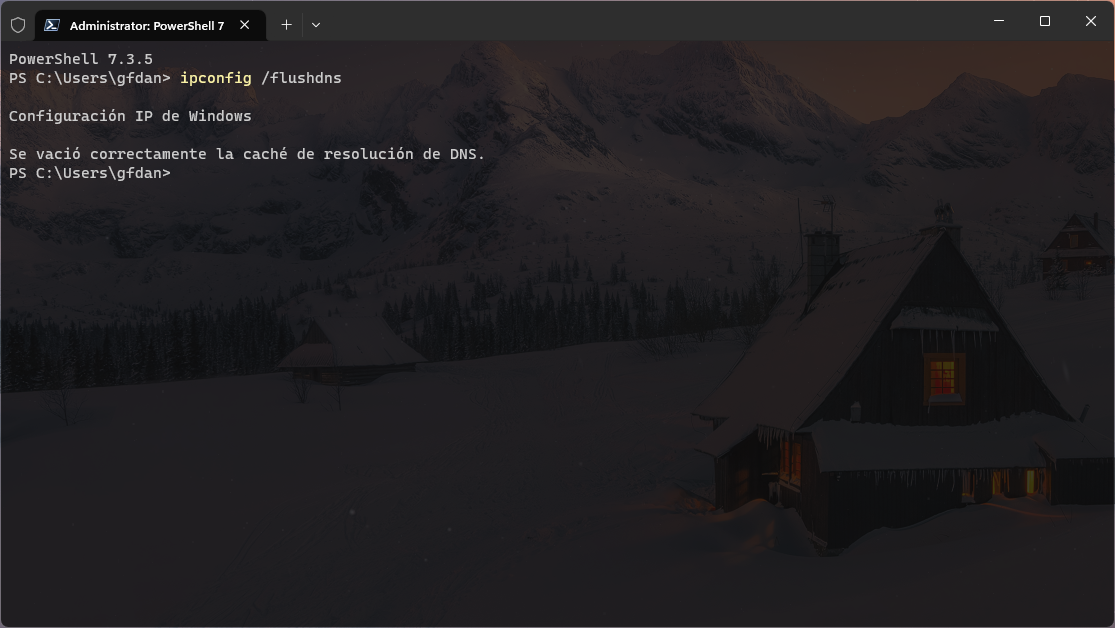 Administrator: PowerShell 7
PowerShell 7.3.5
PS C:\Users\gfdan> ipconfig /flushdns
Configuración IP de Windows
Se vació correctamente la caché de resolución de DNS.
PS C:\Users\gfdan>